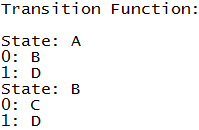 Transition Function:
State: A
0: B
1: D
State: B
0: C
1: D